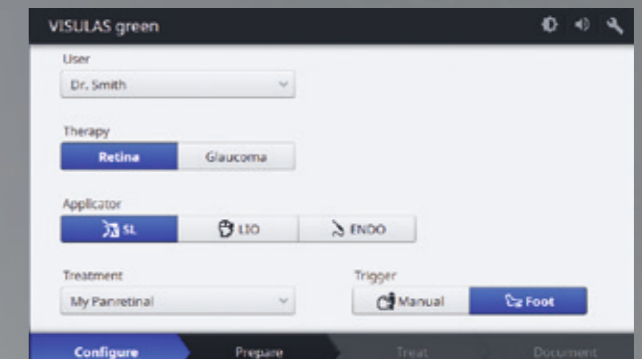 VISULAS green
User
Dr. Smith
Therapy
Retina Glaucoma
Applicator
SL LIO ENDO
Treatment Trigger
My Panretinal Manual Foot
Configure Prepare Treat Document